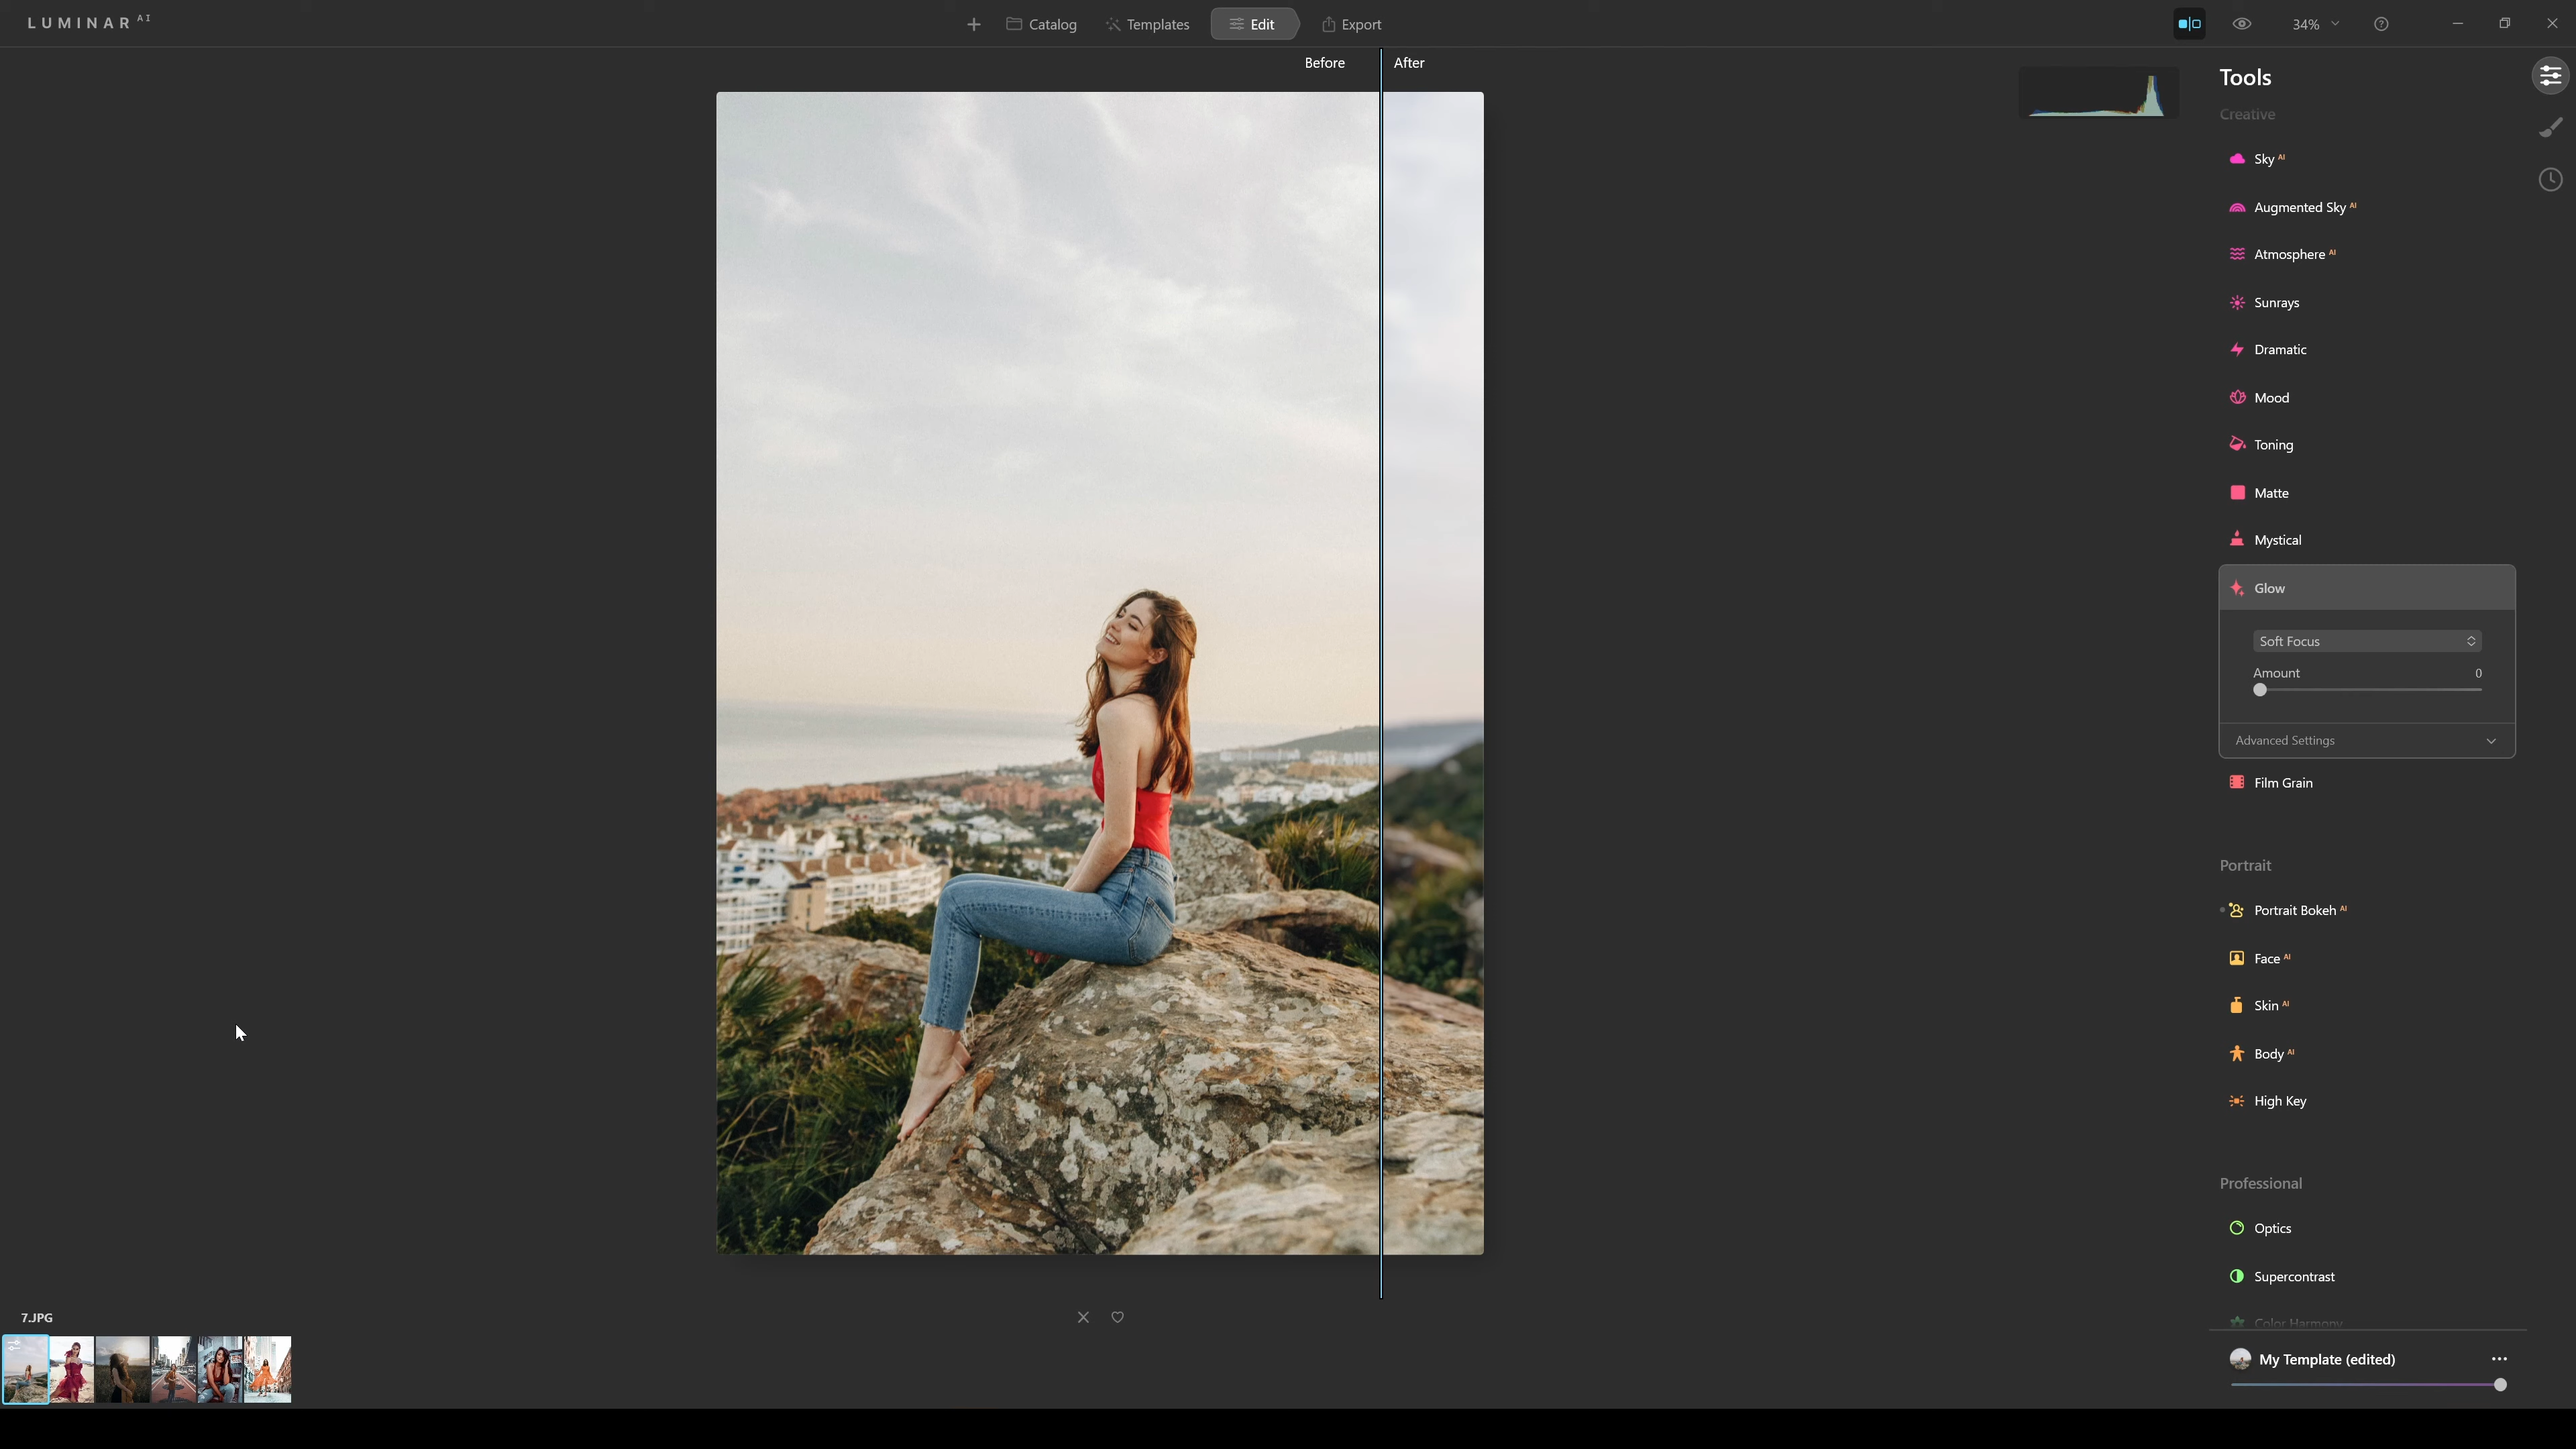 LUMINAR AI
Catalog
Templates
Edit
Export
34%
Before
After
Tools
Creative
Sky AI
Augmented Sky AI
Atmosphere AI
Sunrays
Dramatic
Mood
Toning
Matte
Mystical
Glow
Soft Focus
Amount 0
Advanced Settings
Film Grain
Portrait
Portrait Bokeh AI
Face AI
Skin AI
Body AI
High Key
Professional
Optics
Supercontrast
Color Harmony
My Template (edited)
7.JPG